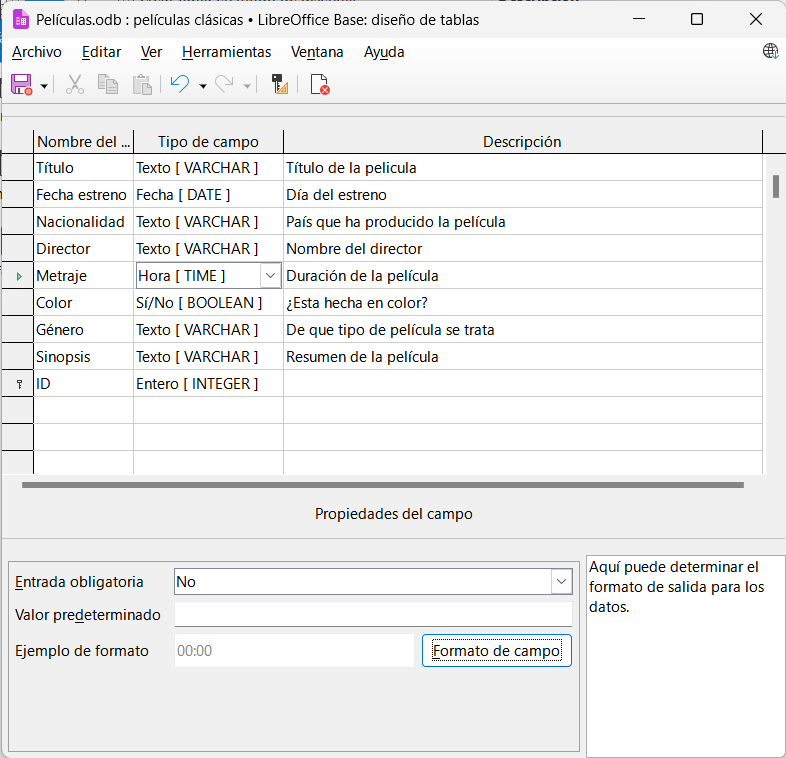 Películas.odb : películas clásicas • LibreOffice Base: diseño de tablas
Archivo Editar Ver Herramientas Ventana Ayuda
Nombre del ... Tipo de campo Descripción
Título Texto [ VARCHAR ] Título de la pelicula
Fecha estreno Fecha [ DATE ] Día del estreno
Nacionalidad Texto [ VARCHAR ] País que ha producido la película
Director Texto [ VARCHAR ] Nombre del director
Metraje Hora [ TIME ] Duración de la película
Color Sí/No [ BOOLEAN ] ¿Esta hecha en color?
Género Texto [ VARCHAR ] De que tipo de película se trata
Sinopsis Texto [ VARCHAR ] Resumen de la película
ID Entero [ INTEGER ]
Propiedades del campo
Entrada obligatoria No
Valor predeterminado
Ejemplo de formato 00:00 Formato de campo
Aquí puede determinar el
formato de salida para los
datos.